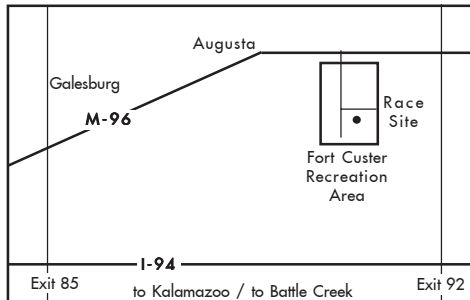 Augusta
Galesburg
M-96
Race
Site
Fort Custer
Recreation
Area
I-94
Exit 85
to Kalamazoo / to Battle Creek
Exit 92